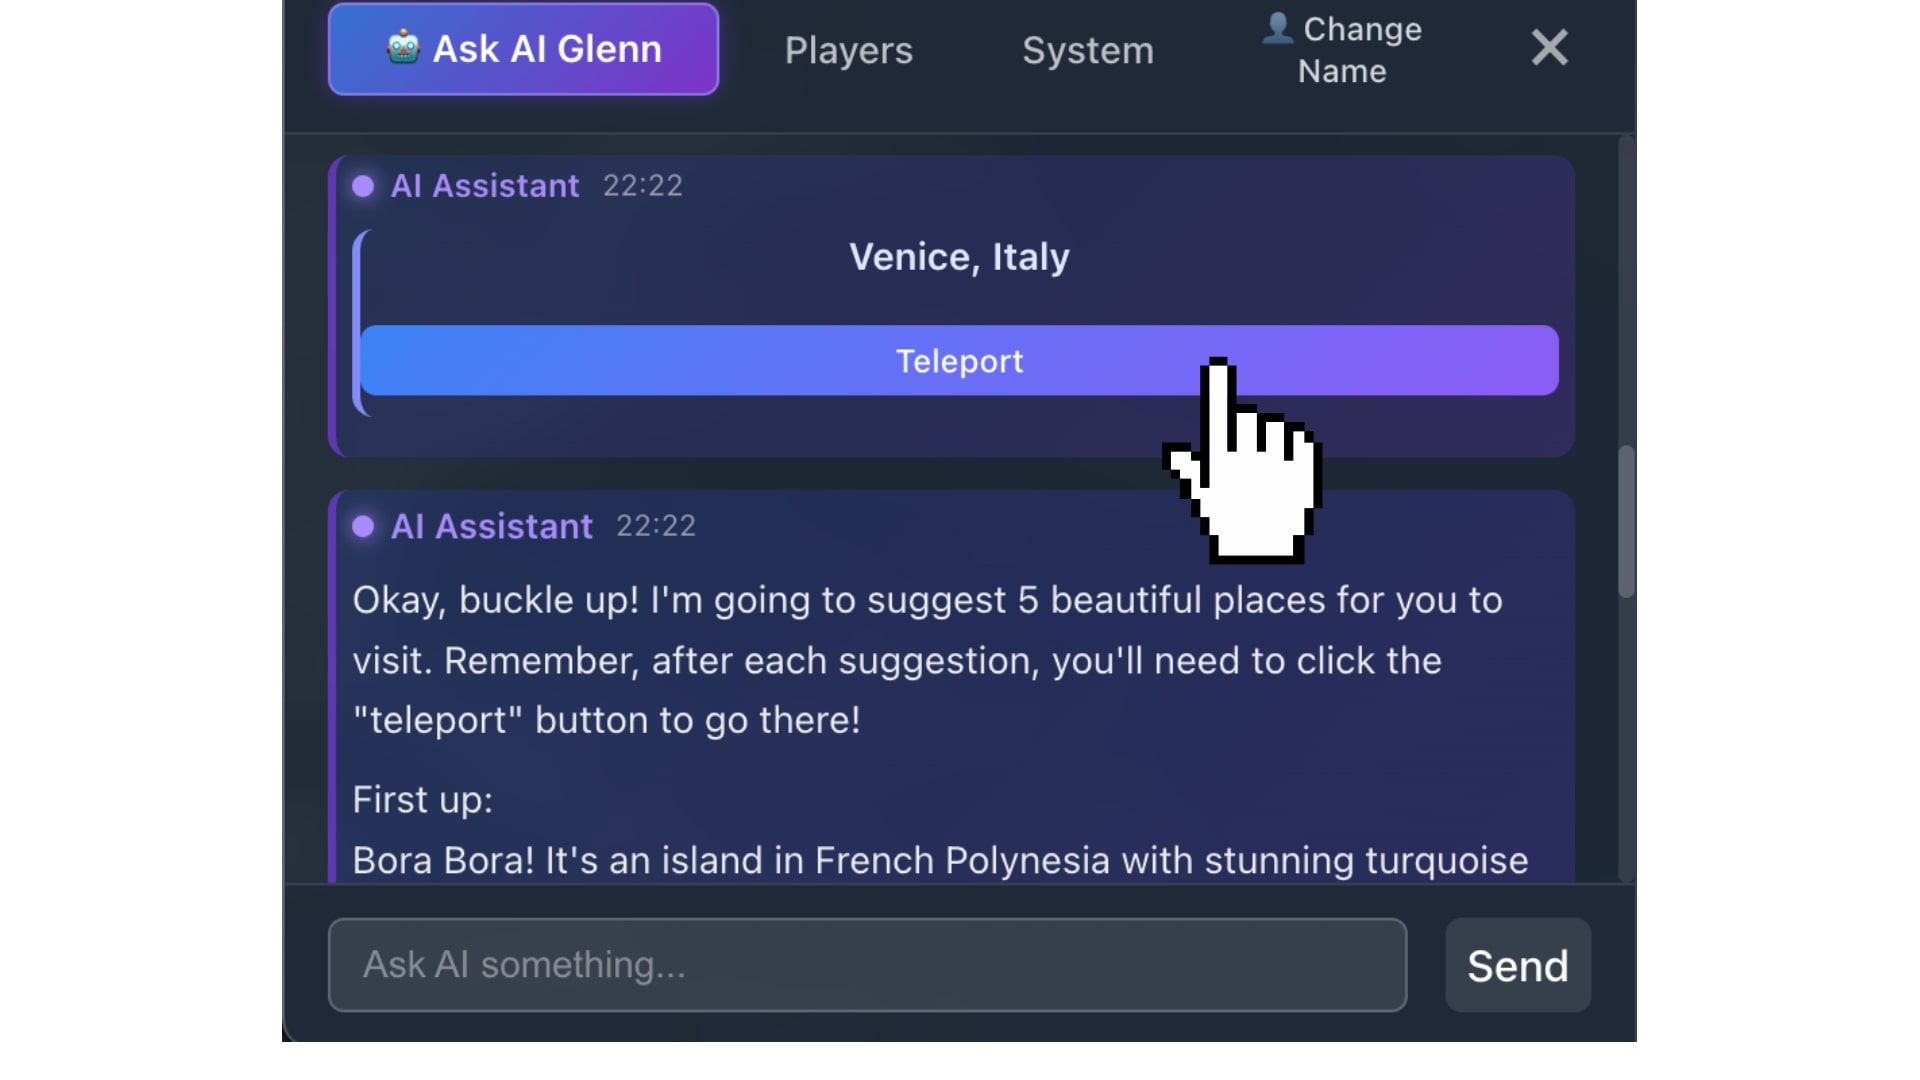 Ask AI Glenn
Players
System
Change
Name
AI Assistant 22:22
Venice, Italy
Teleport
AI Assistant 22:22
Okay, buckle up! I'm going to suggest 5 beautiful places for you to
visit. Remember, after each suggestion, you'll need to click the
"teleport" button to go there!
First up:
Bora Bora! It's an island in French Polynesia with stunning turquoise
Ask AI something...
Send